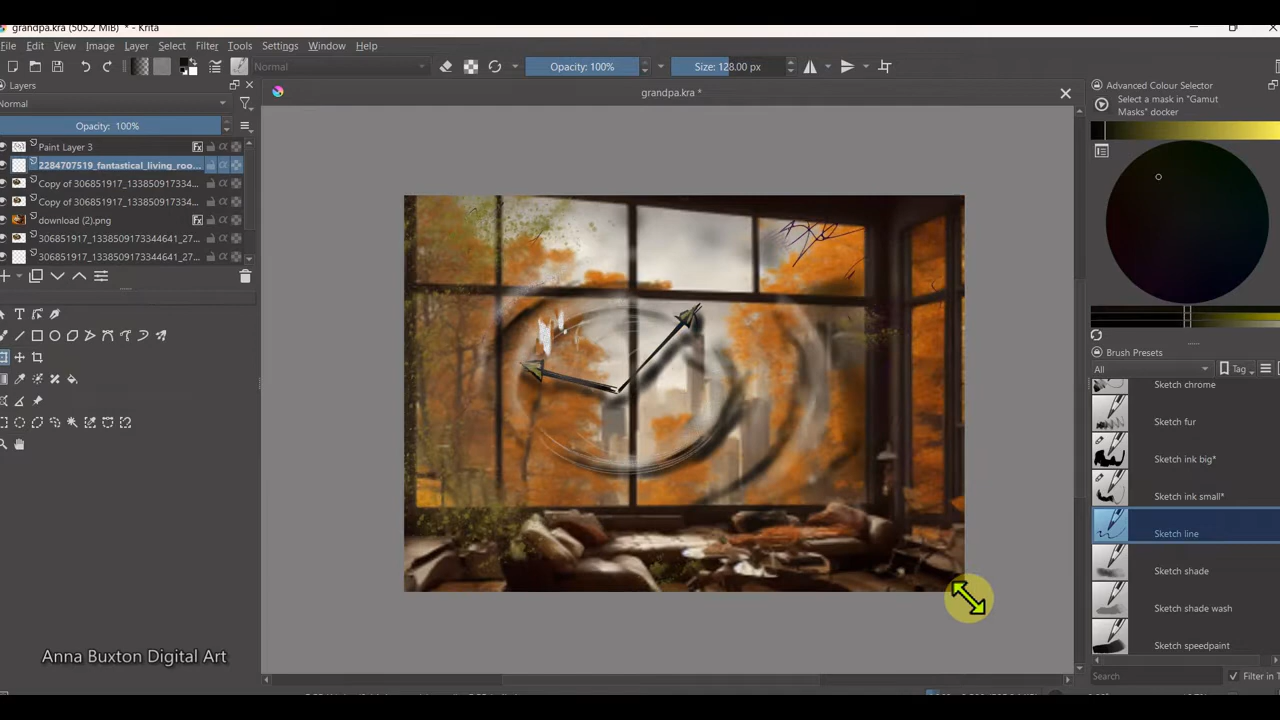 grandpa.kra (505.2 MiB) * - Krita
File Edit View Image Layer Select Filter Tools Settings Window Help
Normal
Opacity: 100%
Size: 128.00 px
Layers
Normal
Opacity: 100%
Paint Layer 3
2284707519_fantastical_living_roo...
Copy of 306851917_133850917334...
Copy of 306851917_133850917334...
download (2).png
306851917_1338509173344641_27...
306851917_1338509173344641_27...
grandpa.kra *
Advanced Colour Selector
Select a mask in "Gamut
Masks" docker
Brush Presets
All
Tag
Sketch chrome
Sketch fur
Sketch ink big*
Sketch ink small*
Sketch line
Sketch shade
Sketch shade wash
Sketch speedpaint
Search
Filter in T
Anna Buxton Digital Art